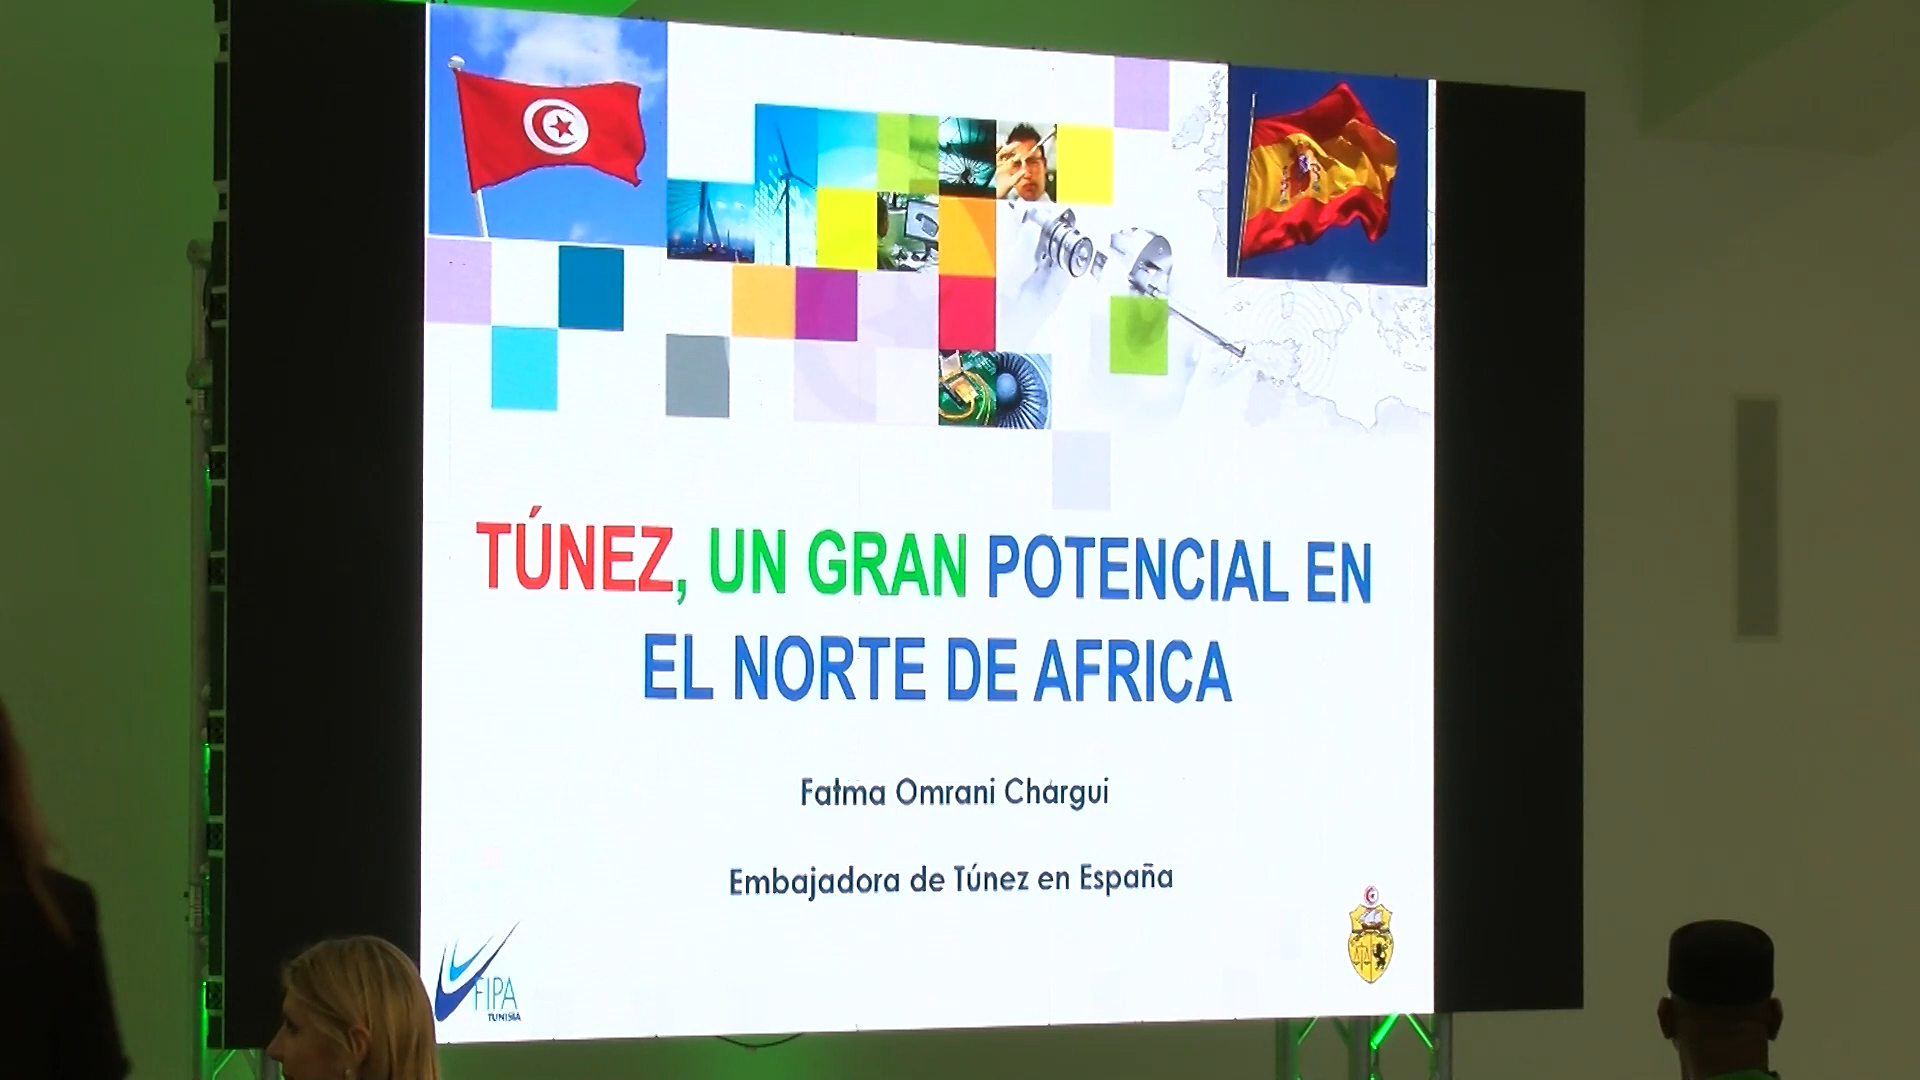 TÚNEZ, UN GRAN POTENCIAL EN
EL NORTE DE AFRICA
Fatma Omrani Chargui
Embajadora de Túnez en España
FIPA
TUNISIA